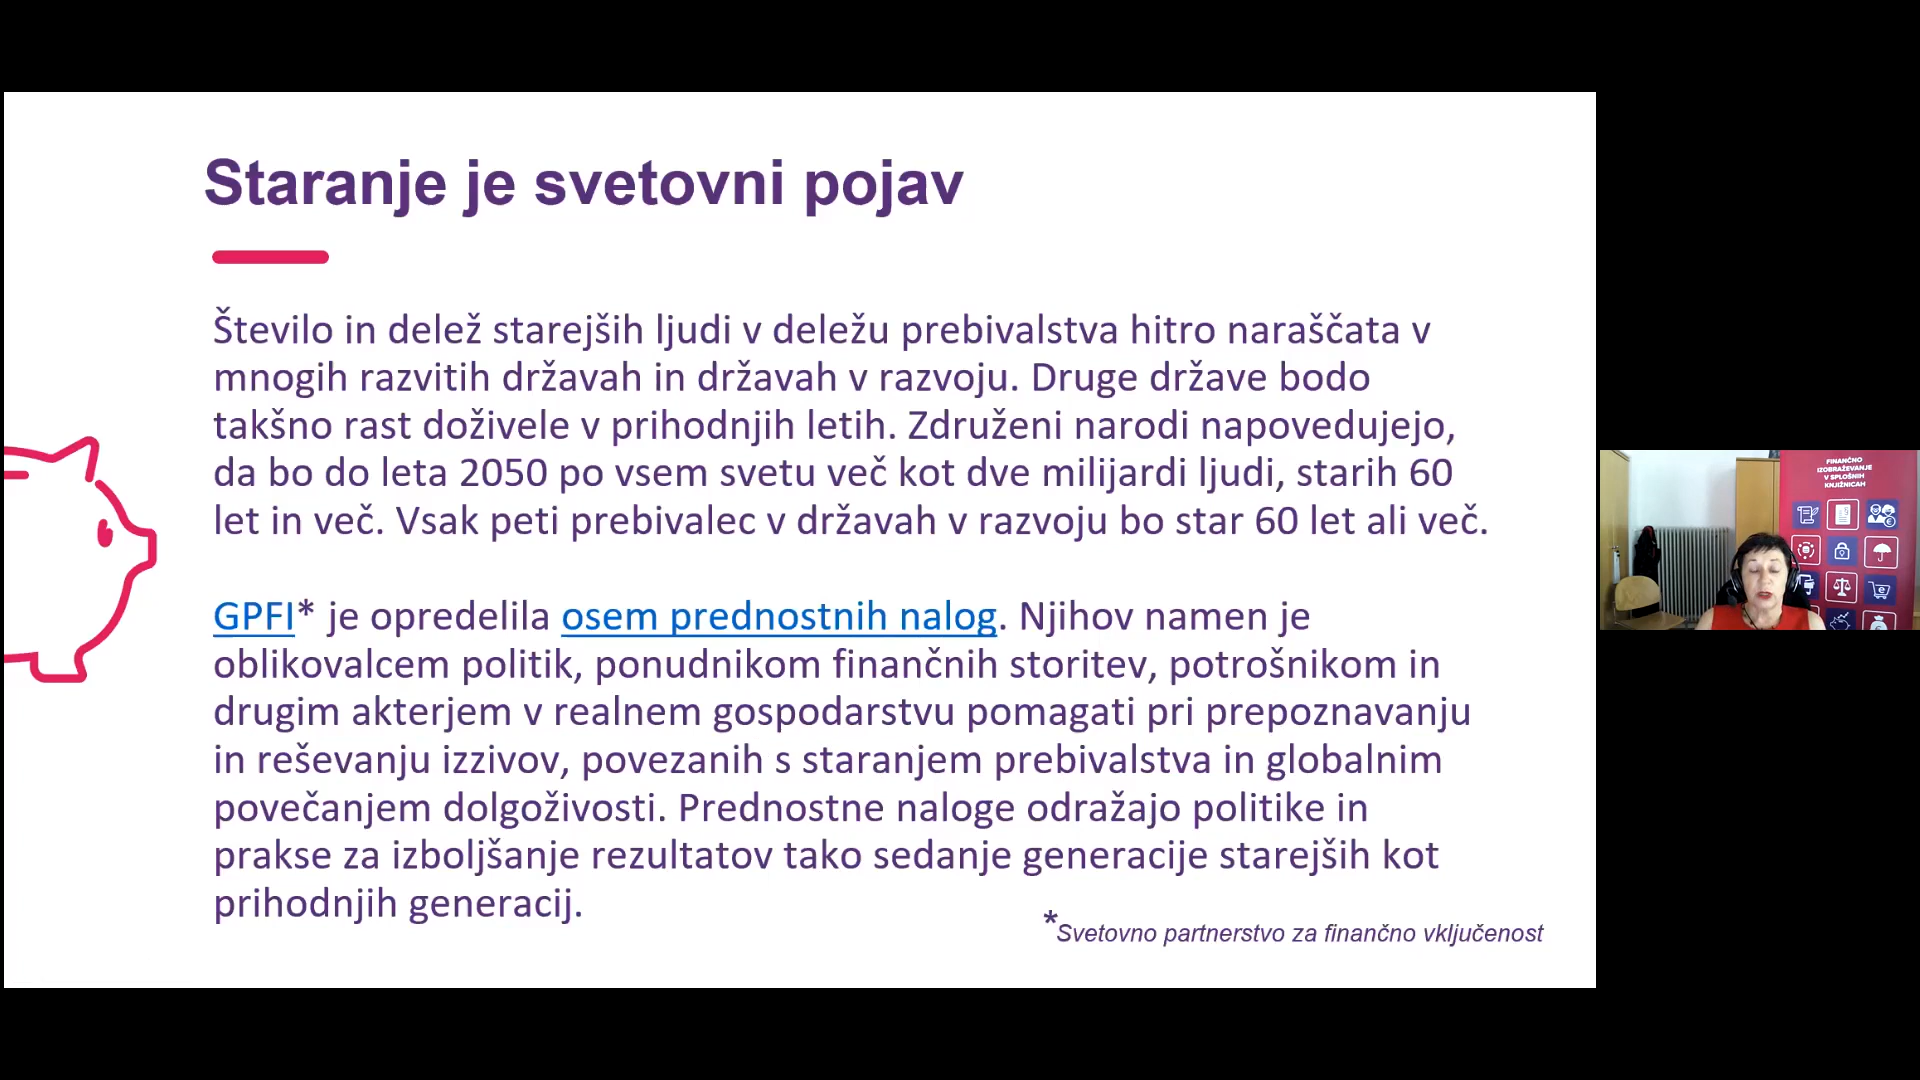 Staranje je svetovni pojav
Število in delež starejših ljudi v deležu prebivalstva hitro naraščata v
mnogih razvitih državah in državah v razvoju. Druge države bodo
takšno rast doživele v prihodnjih letih. Združeni narodi napovedujejo,
da bo do leta 2050 po vsem svetu več kot dve milijardi ljudi, starih 60
let in več. Vsak peti prebivalec v državah v razvoju bo star 60 let ali več.
GPFI* je opredelila osem prednostnih nalog. Njihov namen je
oblikovalcem politik, ponudnikom finančnih storitev, potrošnikom in
drugim akterjem v realnem gospodarstvu pomagati pri prepoznavanju
in reševanju izzivov, povezanih s staranjem prebivalstva in globalnim
povečanjem dolgoživosti. Prednostne naloge odražajo politike in
prakse za izboljšanje rezultatov tako sedanje generacije starejših kot
prihodnjih generacij.
*Svetovno partnerstvo za finančno vključenost
FINANČNO
IZOBRAŽEVANJE
V SPLOŠNIH
KNJIŽNICAH